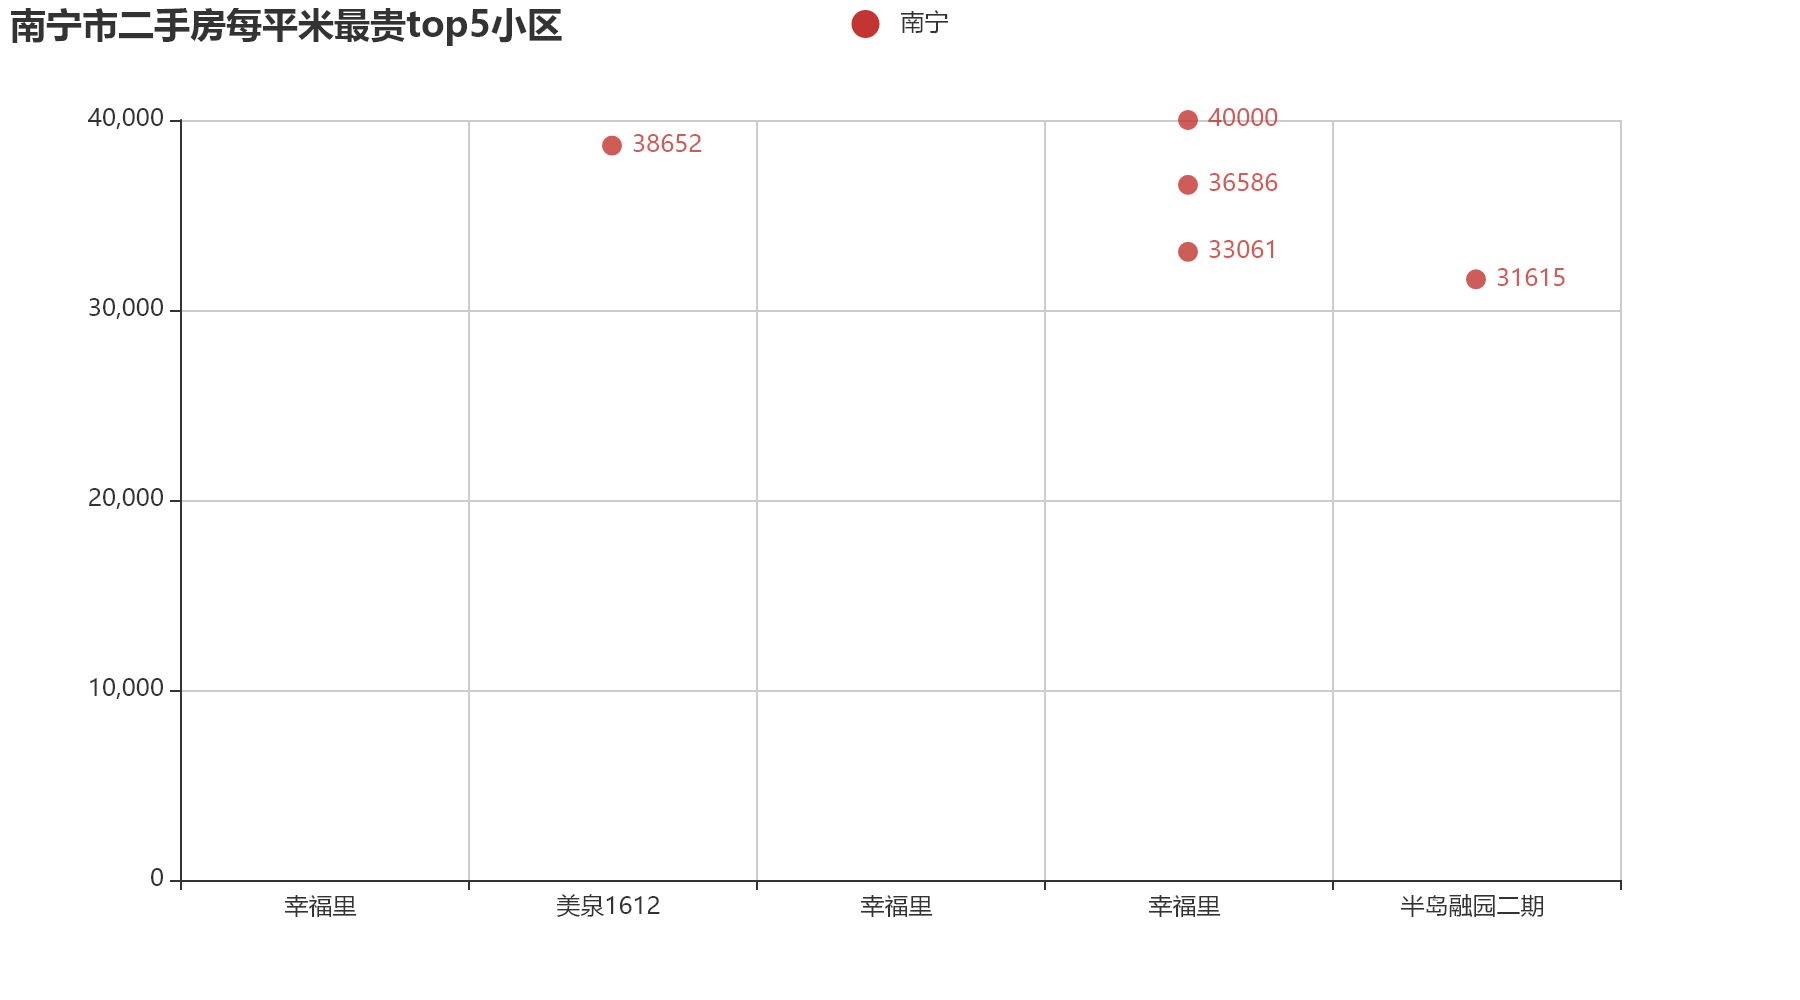 南宁市二手房每平米最贵top5小区
南宁
40,000
30,000
20,000
10,000
0
38652
40000
36586
33061
31615
幸福里
美泉1612
幸福里
幸福里
半岛融园二期